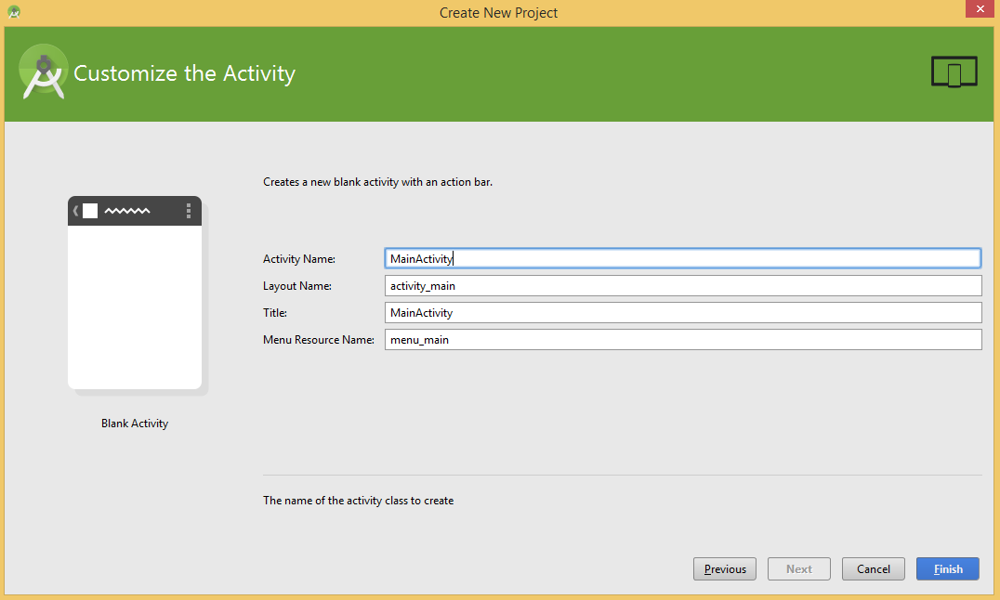 Create New Project
Customize the Activity
Creates a new blank activity with an action bar.
Activity Name: MainActivity
Layout Name: activity_main
Title: MainActivity
Menu Resource Name: menu_main
Blank Activity
The name of the activity class to create
Previous Next Cancel Finish